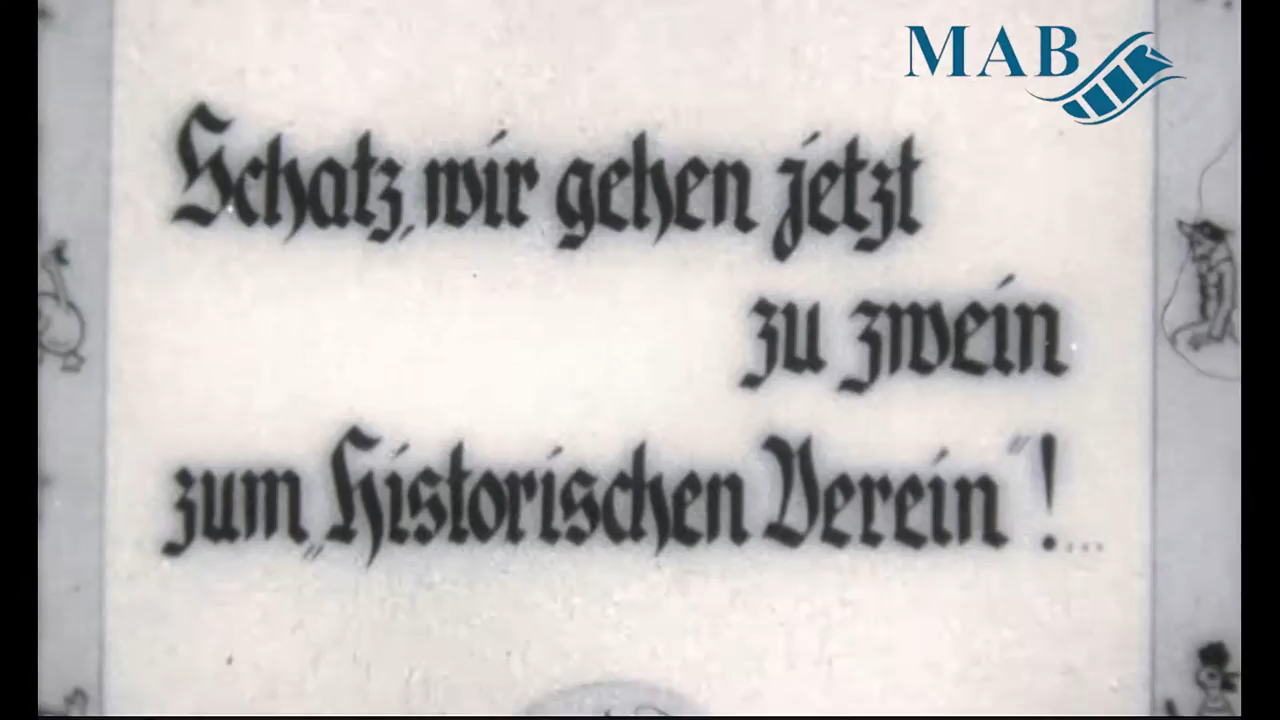 MAB
Schatz, wir gehen jetzt
zu zwein
zum „Historischen Verein“!...